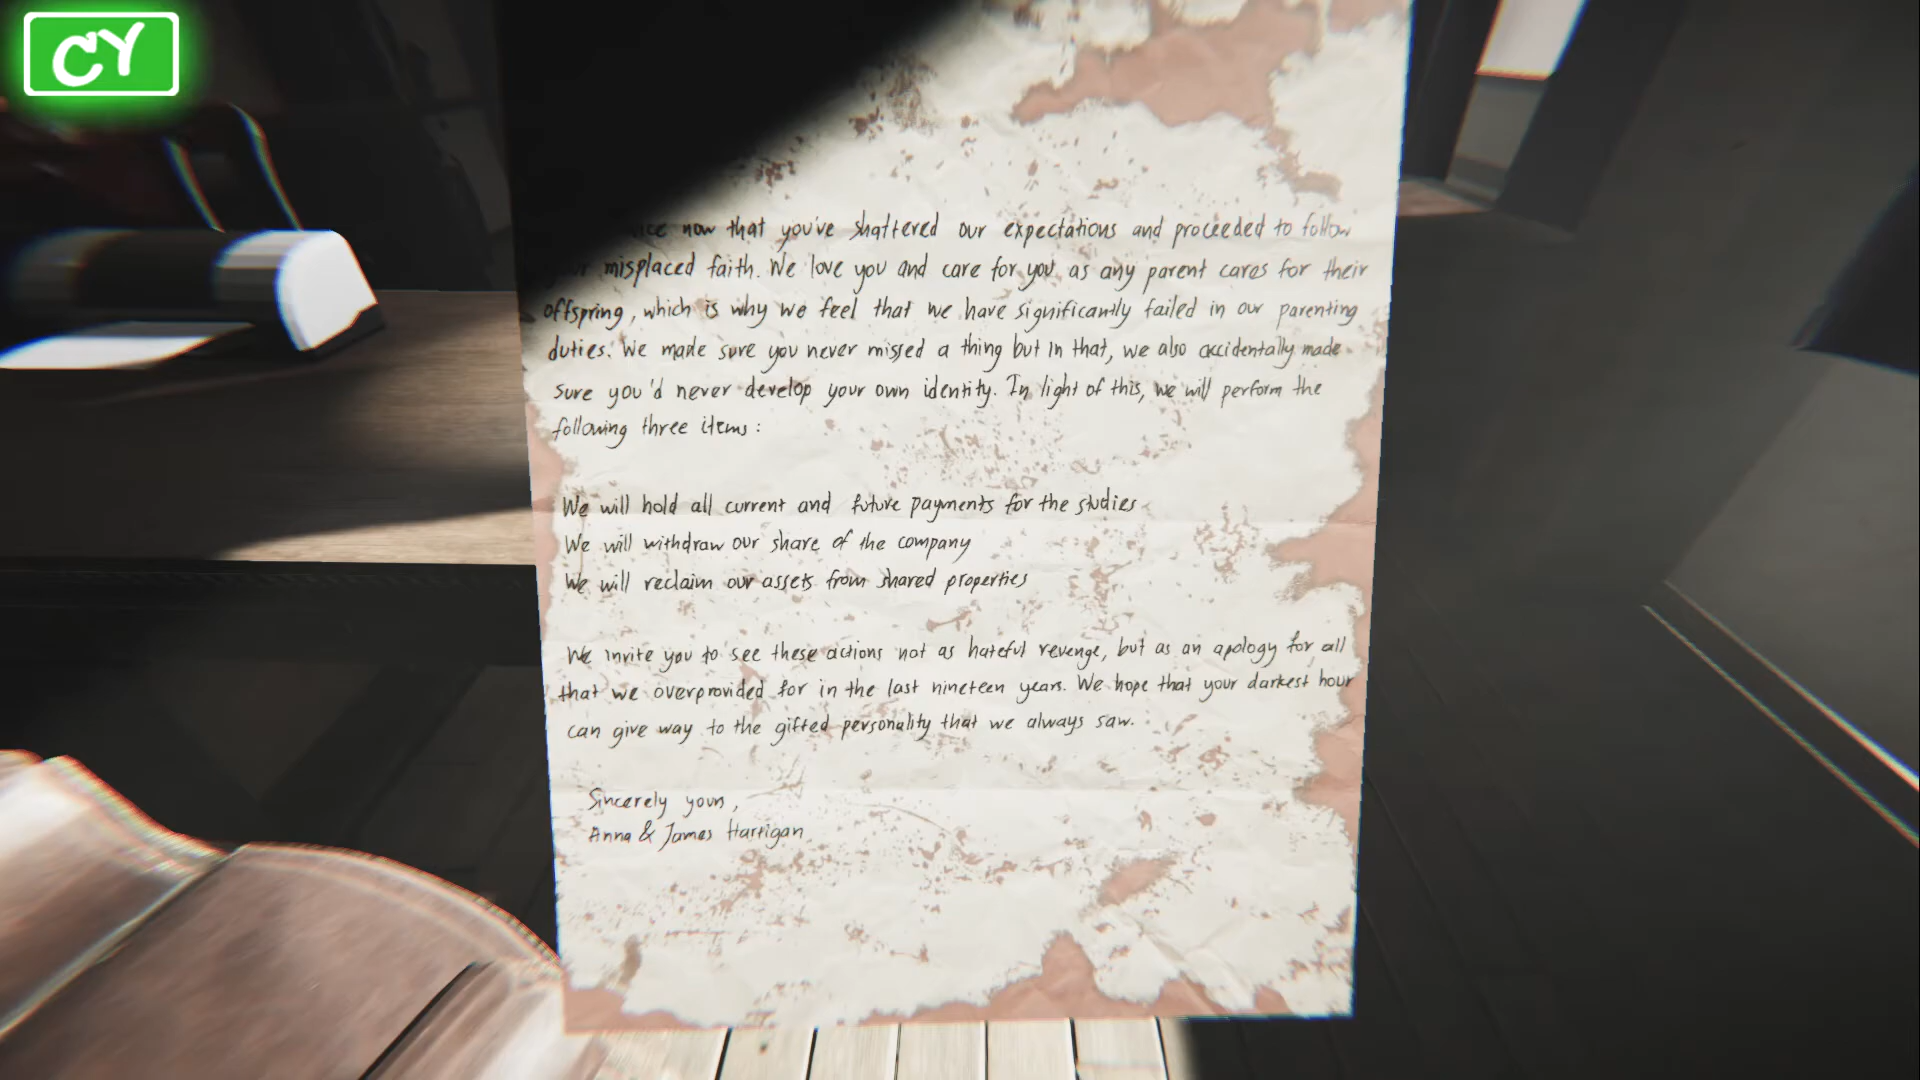 CY
now that you've shattered our expectations and proceeded to follow
misplaced faith. We love you and care for you as any parent cares for their
offspring, which is why we feel that we have significantly failed in our parenting
duties. We made sure you never missed a thing but in that, we also accidentally made
sure you'd never develop your own identity. In light of this, we will perform the
following three items:
We will hold all current and future payments for the studies
We will withdraw our share of the company
We will reclaim our assets from shared properties
We invite you to see these actions not as hateful revenge, but as an apology for all
that we overprovided for in the last nineteen years. We hope that your darkest hour
can give way to the gifted personality that we always saw.
Sincerely yours,
Anna & James Hartigan